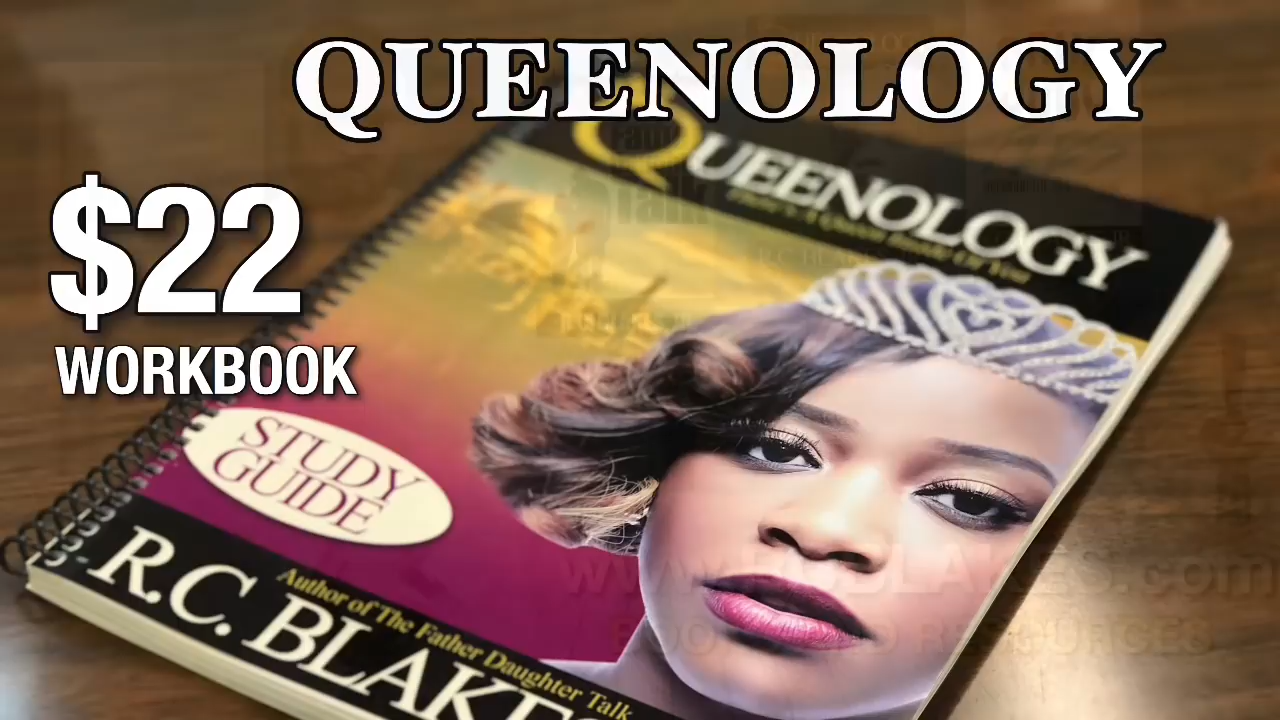 QUEENOLOGY
$22
WORKBOOK
QUEENOLOGY
There's A Queen Inside Of You
STUDY
GUIDE
Author of The Father Daughter Talk
R.C. BLAKES